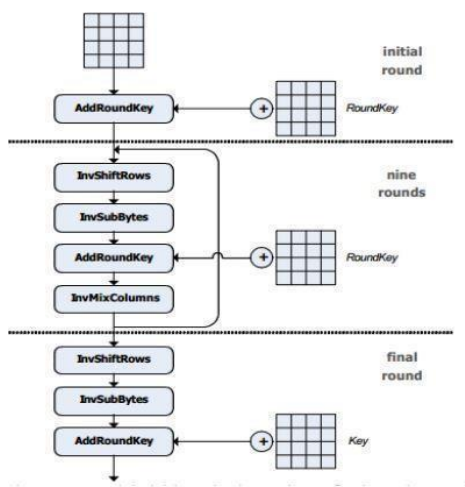 initial
round
AddRoundKey
+
RoundKey
InvShiftRows
nine
rounds
InvSubBytes
AddRoundKey
+
RoundKey
InvMixColumns
InvShiftRows
final
round
InvSubBytes
AddRoundKey
+
Key